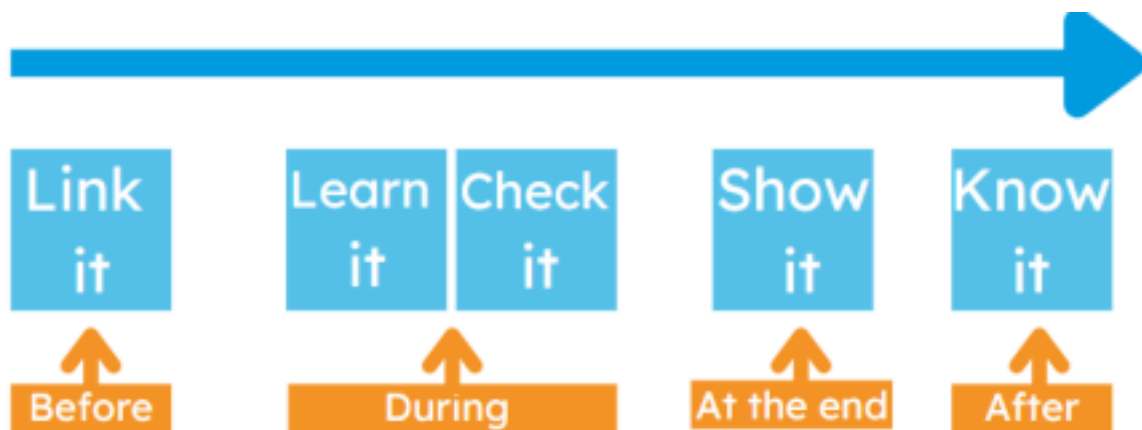 Link
it
Learn
it
Check
it
Show
it
Know
it
Before
During
At the end
After